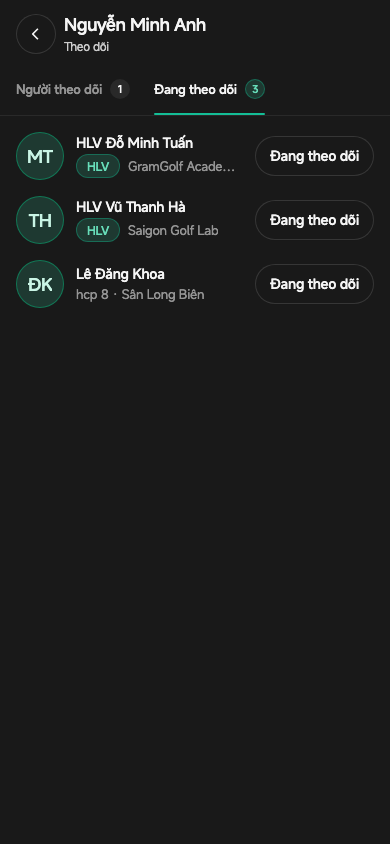 Nguyễn Minh Anh
Theo dõi
Người theo dõi 1 Đang theo dõi 3
MT HLV Đỗ Minh Tuấn Đang theo dõi
HLV GramGolf Acade...
TH HLV Vũ Thanh Hà Đang theo dõi
HLV Saigon Golf Lab
ĐK Lê Đăng Khoa Đang theo dõi
hcp 8 · Sân Long Biên